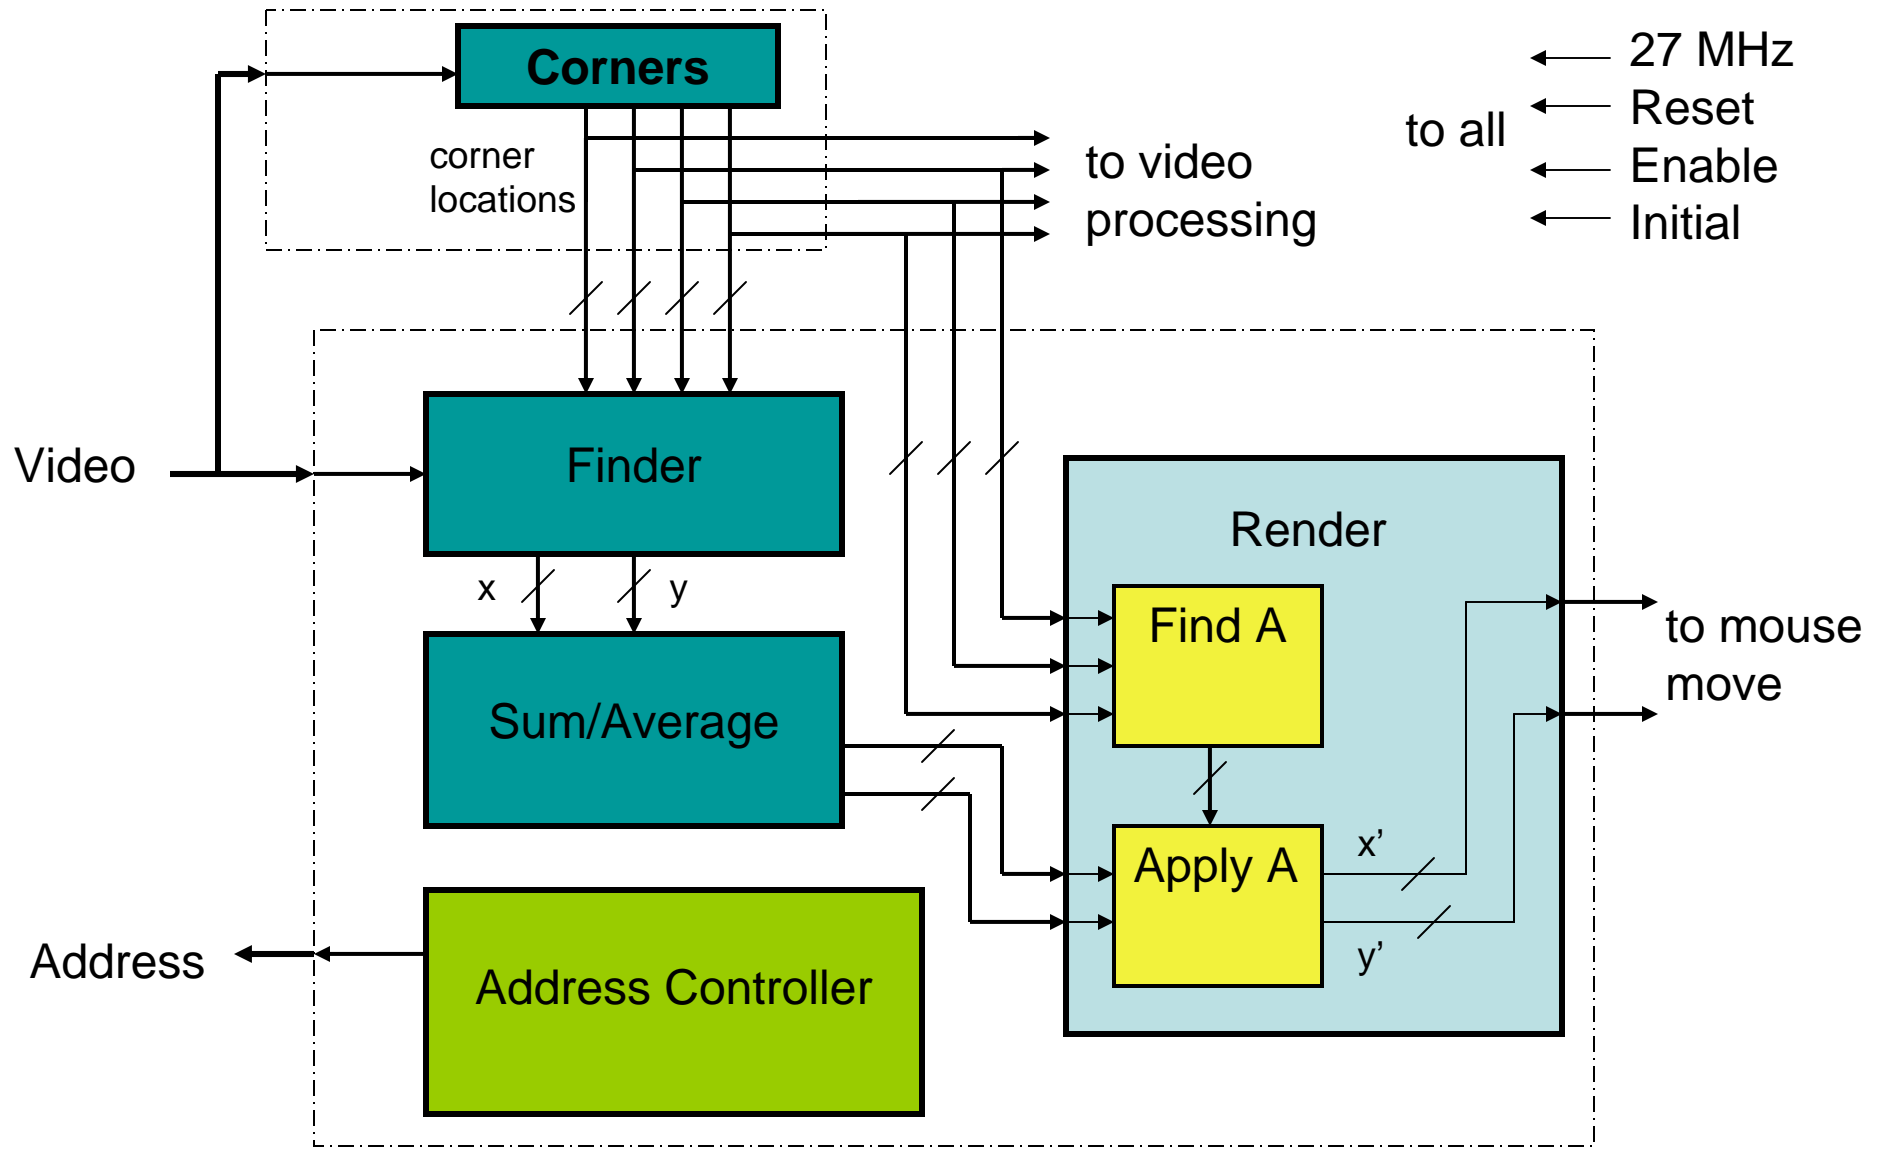 Corners
27 MHz
Reset
to all
Enable
Initial
corner
locations
to video
processing
Video
Finder
Render
x
y
Find A
to mouse
move
Sum/Average
x’
Apply A
y’
Address
Address Controller